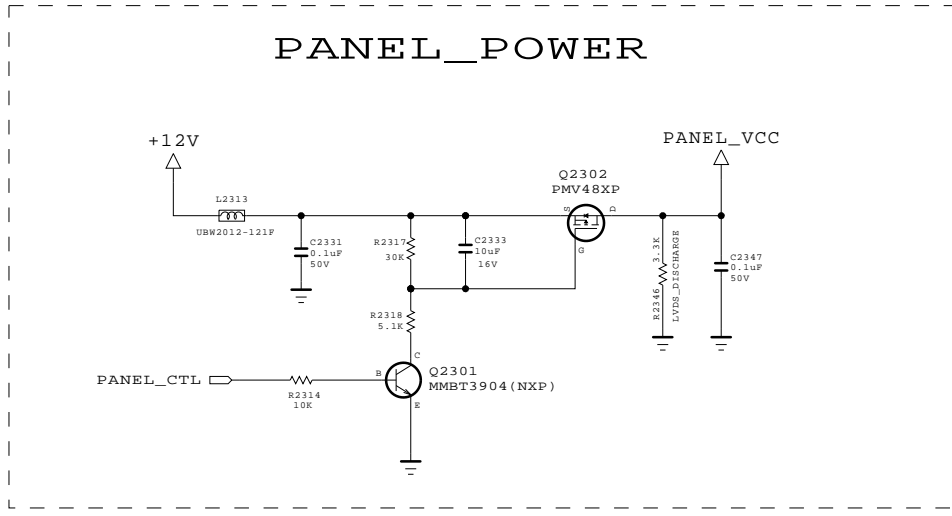 PANEL_POWER
+12V
PANEL_VCC
Q2302
PMV48XP
L2313
UBW2012-121F
S
D
G
C2331
0.1uF
50V
R2317
30K
C2333
10uF
16V
3.3K
R2346
LVDS_DISCHARGE
C2347
0.1uF
50V
R2318
5.1K
C
B
E
Q2301
MMBT3904(NXP)
PANEL_CTL
R2314
10K